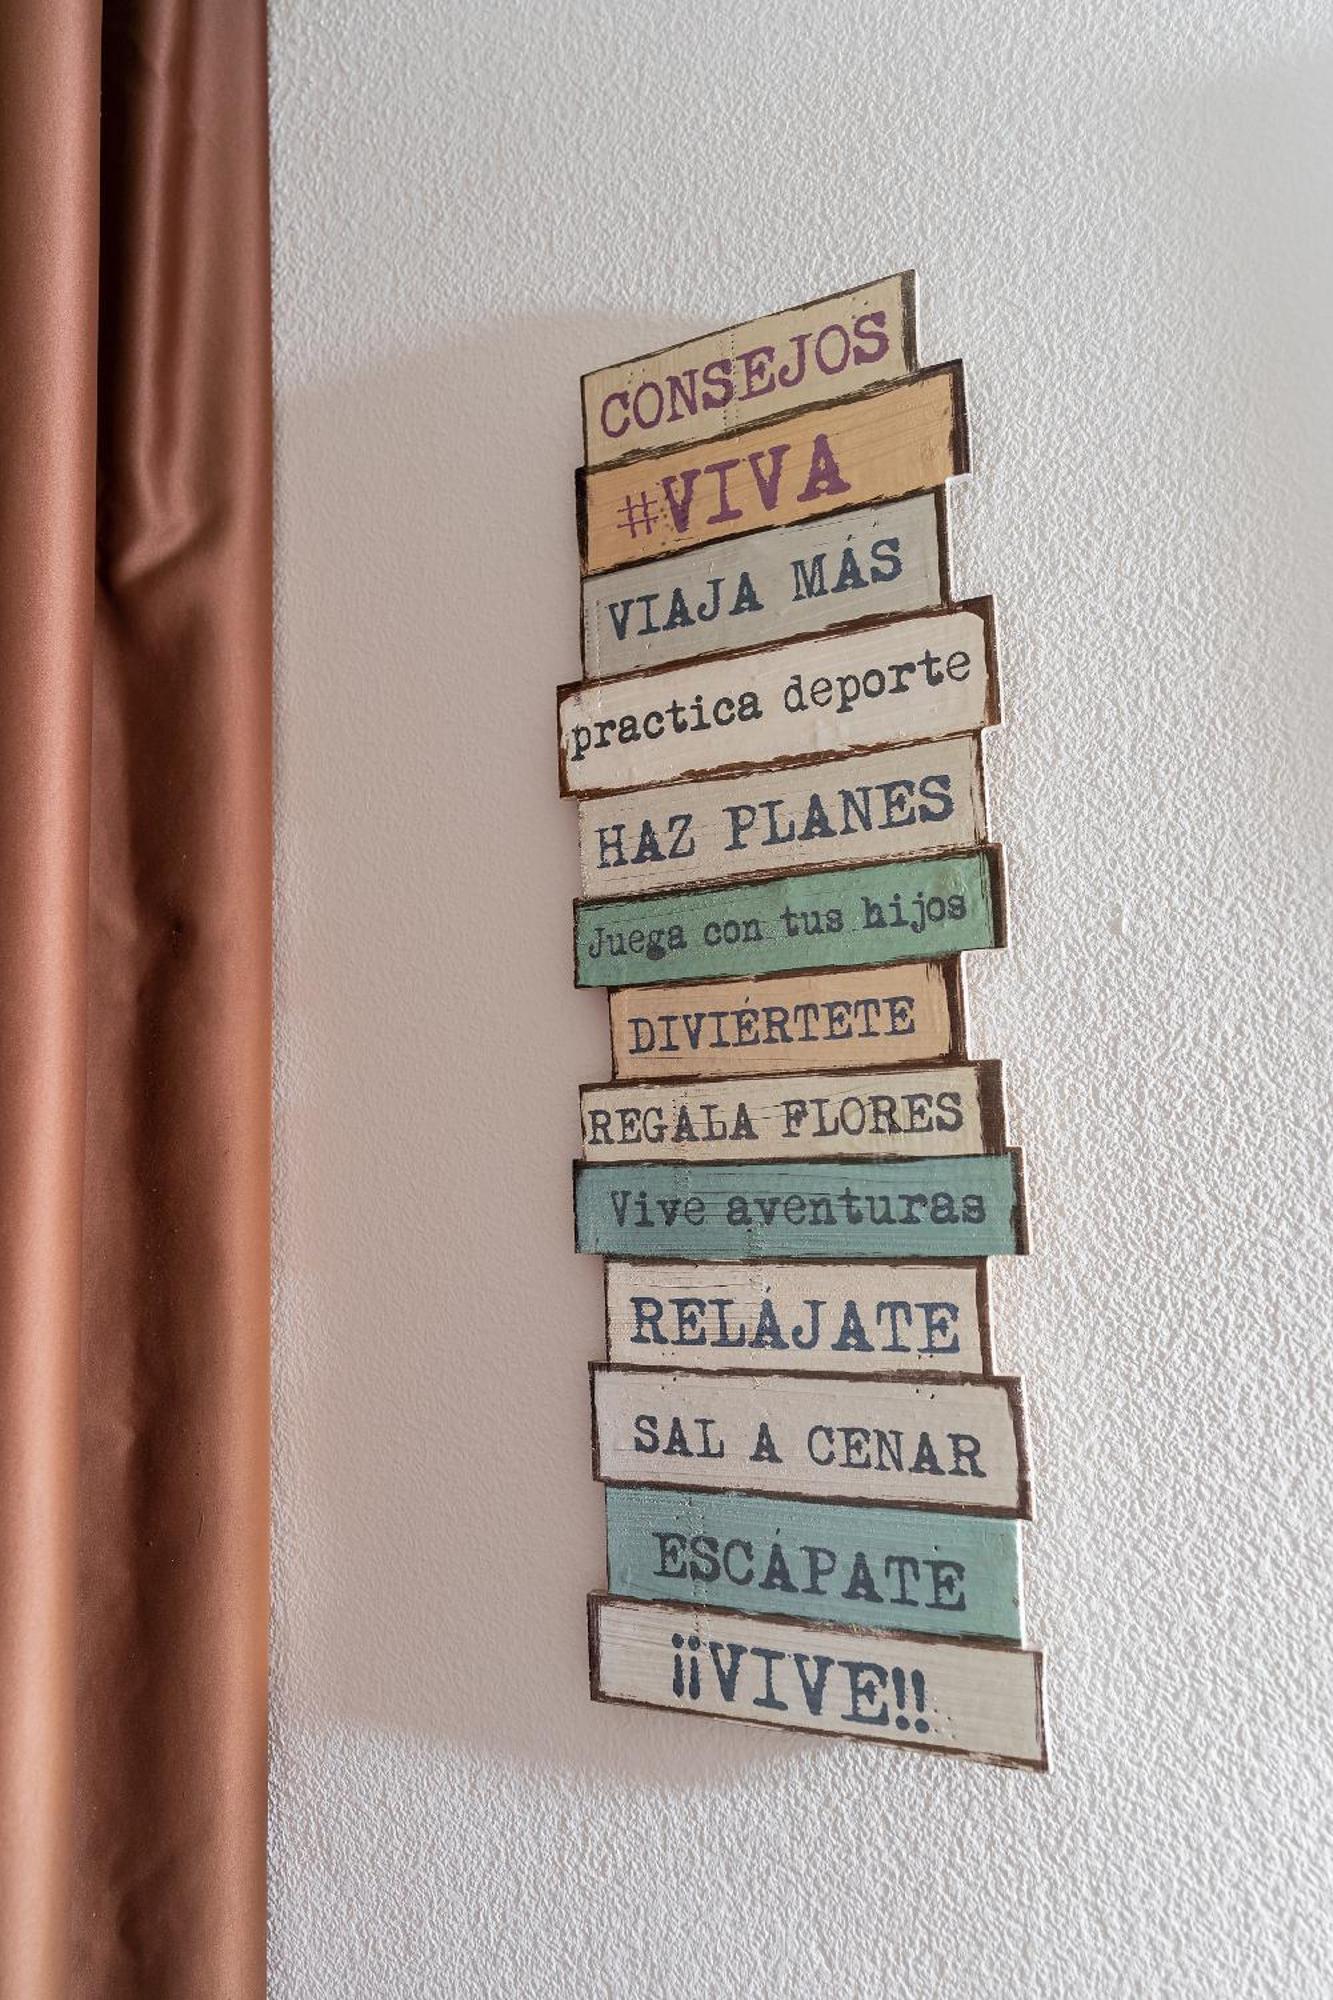 CONSEJOS
#VIVA
VIAJA MÁS
practica deporte
HAZ PLANES
Juega con tus hijos
DIVIÉRTETE
REGALA FLORES
Vive aventuras
RELÁJATE
SAL A CENAR
ESCÁPATE
¡¡VIVE!!